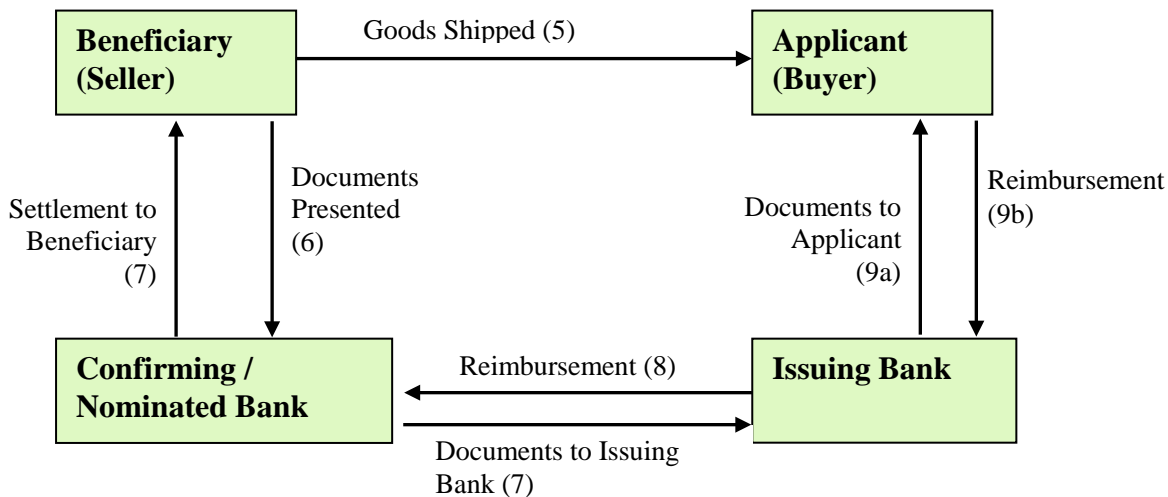 Goods Shipped (5)
Beneficiary
(Seller)
Applicant
(Buyer)
Settlement to
Beneficiary
(7)
Documents
Presented
(6)
Documents to
Applicant
(9a)
Reimbursement
(9b)
Confirming /
Nominated Bank
Reimbursement (8)
Issuing Bank
Documents to Issuing
Bank (7)